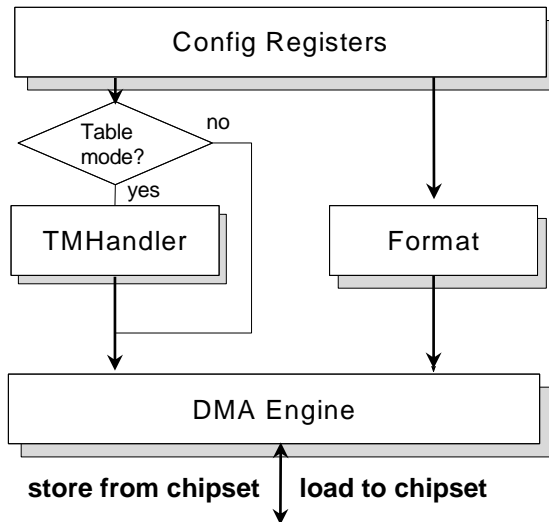 Config Registers
Table
mode?
no
yes
TMHandler
Format
DMA Engine
store from chipset
load to chipset